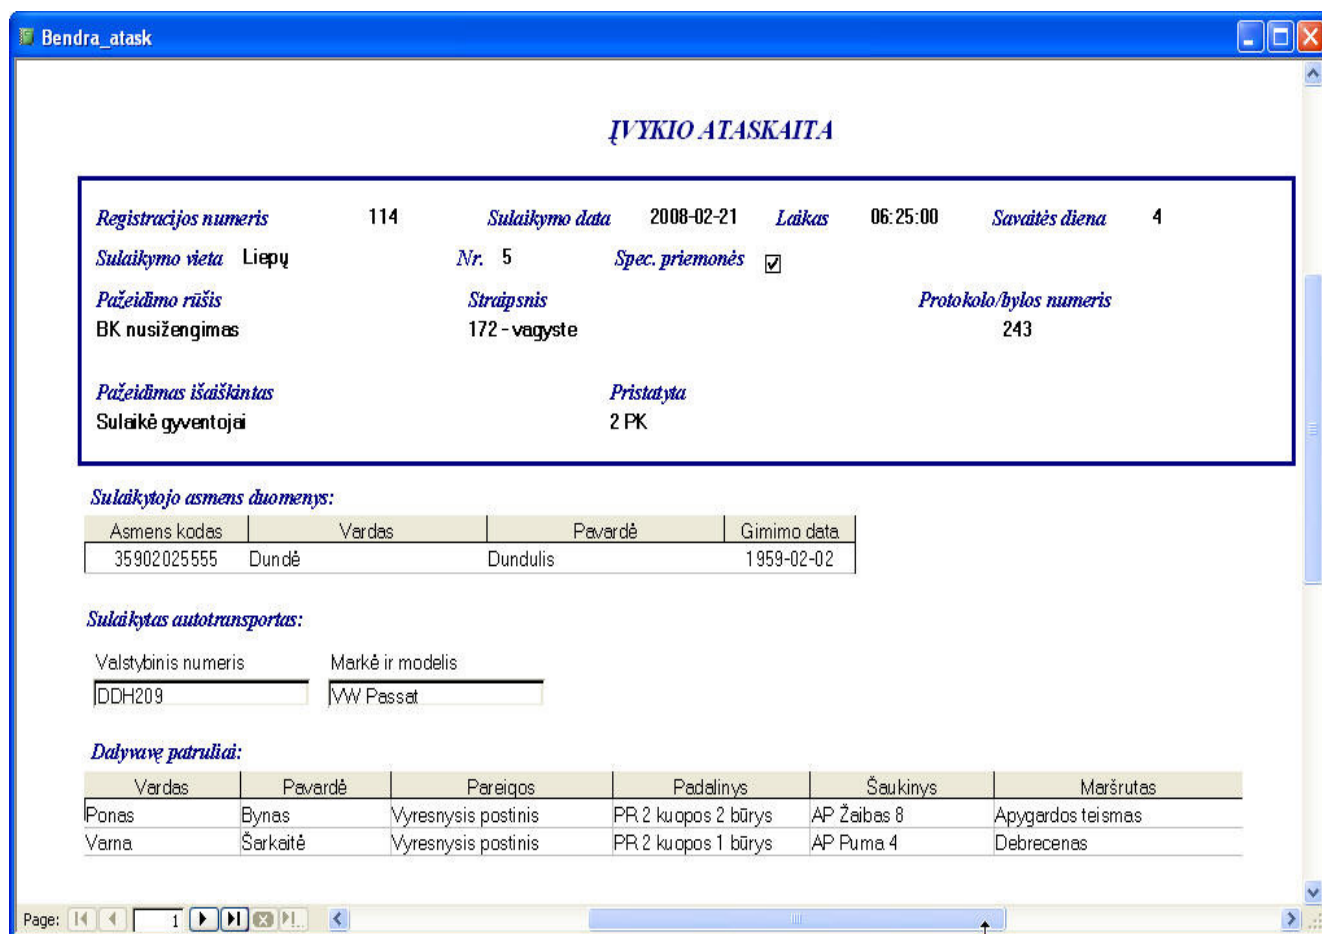 Bendra_atask
ĮVYKIO ATASKAITA
Registracijos numeris 114 Sulaikymo data 2008-02-21 Laikas 06:25:00 Savaitės diena 4
Sulaikymo vieta Liepų Nr. 5 Spec. priemonės
Pažeidimo rūšis Straipsnis Protokolo/bylos numeris
BK nusižengimas 172 - vagyste 243
Pažeidimas išaiškintas Pristatyta
Sulaikė gyventojai 2 PK
Sulaikytojo asmens duomenys:
Asmens kodas Vardas Pavardė Gimimo data
35902025555 Dundė Dundulis 1959-02-02
Sulaikytas autotransportas:
Valstybinis numeris Markė ir modelis
DDH209 VW Passat
Dalyvavę patruliai:
Vardas Pavardė Pareigos Padalinys Šaukinys Maršrutas
Ponas Bynas Vyresnysis postinis PR 2 kuopos 2 būrys AP Žaibas 8 Apygardos teismas
Varna Šarkaitė Vyresnysis postinis PR 2 kuopos 1 būrys AP Puma 4 Debrecenas
Page: 1